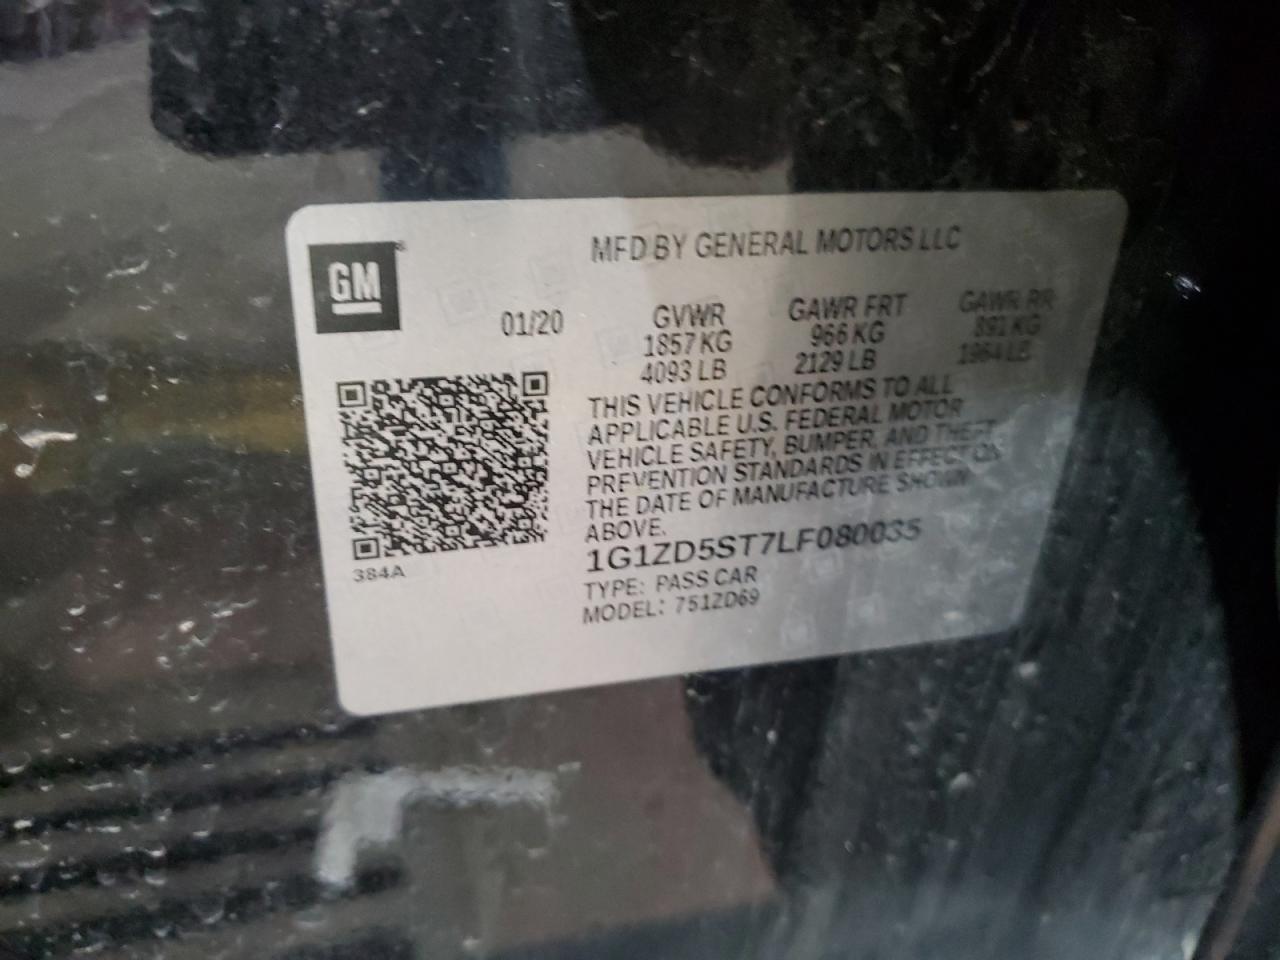 GM
MFD BY GENERAL MOTORS LLC
01/20
GVWR GAWR FRT GAWR RR
1857 KG 966 KG 891 KG
4093 LB 2129 LB 1964 LB
THIS VEHICLE CONFORMS TO ALL
APPLICABLE U.S. FEDERAL MOTOR
VEHICLE SAFETY, BUMPER, AND THEFT
PREVENTION STANDARDS IN EFFECT ON
THE DATE OF MANUFACTURE SHOWN
ABOVE.
1G1ZD5ST7LF080035
TYPE: PASS CAR
MODEL: 751ZD69
384A